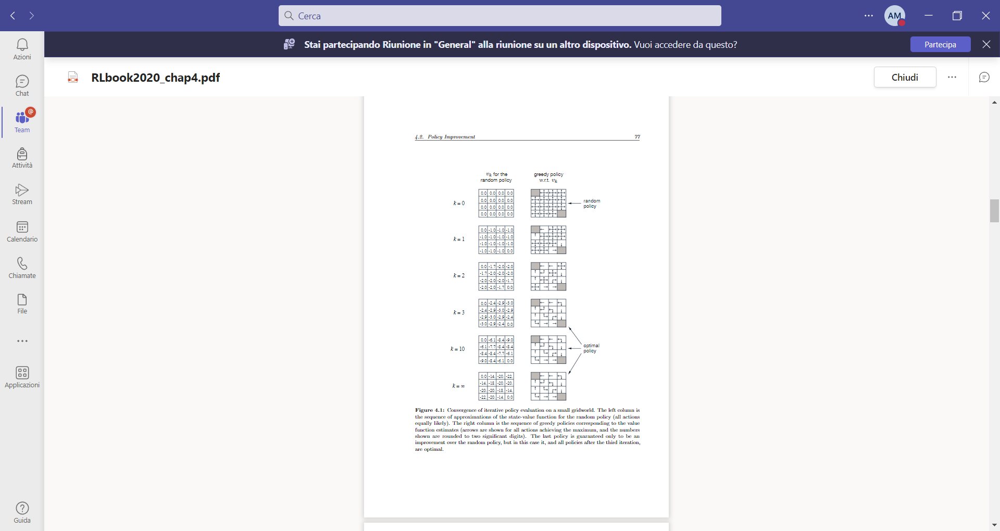 Cerca
AM
Stai partecipando Riunione in "General" alla riunione su un altro dispositivo. Vuoi accedere da questo?
Partecipa
Azioni
Chat
@
Team
Attività
Stream
Calendario
Chiamate
File
Applicazioni
Guida
RLbook2020_chap4.pdf
Chiudi
4.2. Policy Improvement 77
vk for the greedy policy
random policy w.r.t. vk
k = 0
0.0 0.0 0.0 0.0
0.0 0.0 0.0 0.0
0.0 0.0 0.0 0.0
0.0 0.0 0.0 0.0
random
policy
k = 1
0.0 -1.0 -1.0 -1.0
-1.0 -1.0 -1.0 -1.0
-1.0 -1.0 -1.0 -1.0
-1.0 -1.0 -1.0 0.0
k = 2
0.0 -1.7 -2.0 -2.0
-1.7 -2.0 -2.0 -2.0
-2.0 -2.0 -2.0 -1.7
-2.0 -2.0 -1.7 0.0
k = 3
0.0 -2.4 -2.9 -3.0
-2.4 -2.9 -3.0 -2.9
-2.9 -3.0 -2.9 -2.4
-3.0 -2.9 -2.4 0.0
k = 10
0.0 -6.1 -8.4 -9.0
-6.1 -7.7 -8.4 -8.4
-8.4 -8.4 -7.7 -6.1
-9.0 -8.4 -6.1 0.0
optimal
policy
k = ∞
0.0 -14. -20. -22.
-14. -18. -20. -20.
-20. -20. -18. -14.
-22. -20. -14. 0.0
Figure 4.1: Convergence of iterative policy evaluation on a small gridworld. The left column is
the sequence of approximations of the state-value function for the random policy (all actions
equally likely). The right column is the sequence of greedy policies corresponding to the value
function estimates (arrows are shown for all actions achieving the maximum, and the numbers
shown are rounded to two significant digits). The last policy is guaranteed only to be an
improvement over the random policy, but in this case it, and all policies after the third iteration,
are optimal.